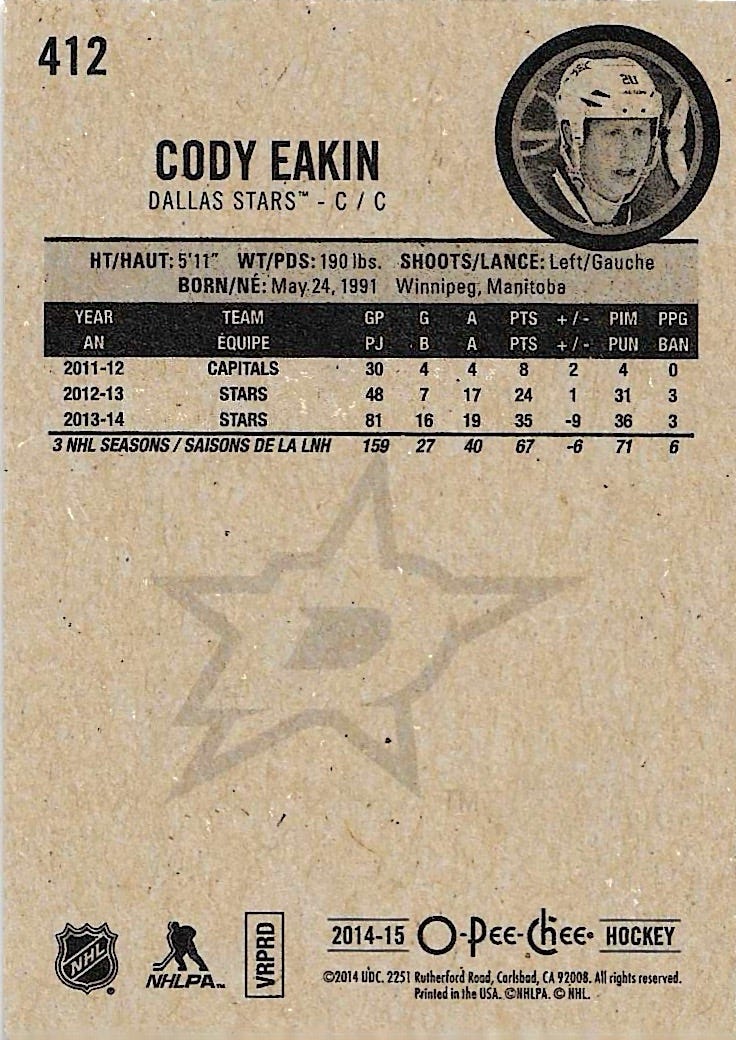 412
CODY EAKIN
DALLAS STARS™ - C / C
HT/HAUT: 5'11" WT/PDS: 190 lbs. SHOOTS/LANCE: Left/Gauche
BORN/NÉ: May 24, 1991 Winnipeg, Manitoba
YEAR TEAM GP G A PTS +/- PIM PPG
AN ÉQUIPE PJ B A PTS +/- PUN BAN
2011-12 CAPITALS 30 4 4 8 2 4 0
2012-13 STARS 48 7 17 24 1 31 3
2013-14 STARS 81 16 19 35 -9 36 3
3 NHL SEASONS / SAISONS DE LA LNH 159 27 40 67 -6 71 6
D
TM
NHL
NHLPA™
VRPRD
2014-15 O-Pee-Chee® HOCKEY
©2014 UDC. 2251 Rutherford Road, Carlsbad, CA 92008. All rights reserved.
Printed in the USA. ©NHLPA. © NHL.